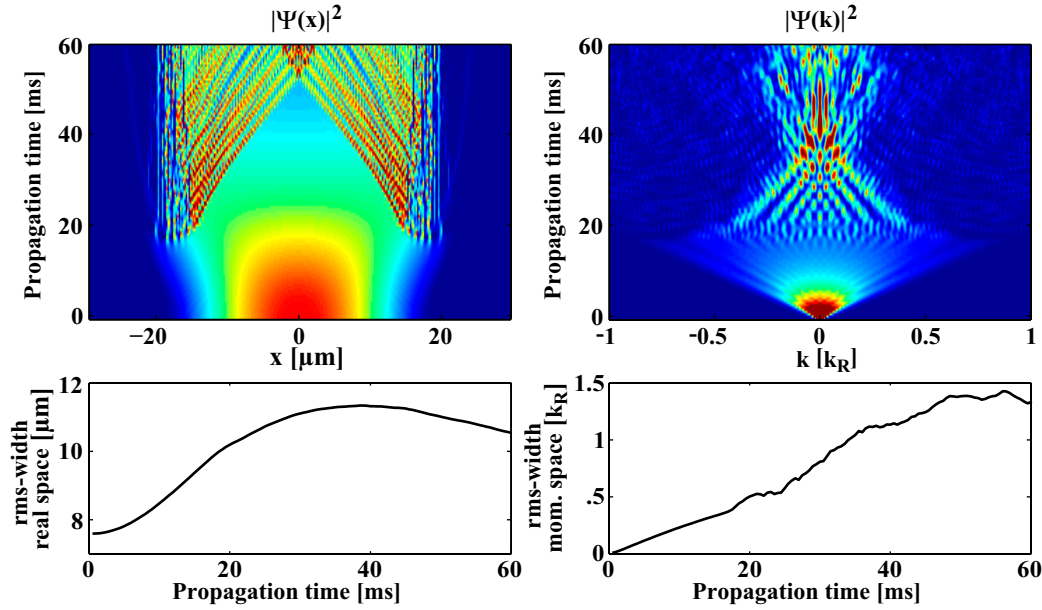 |Ψ(x)|²
|Ψ(k)|²
Propagation time [ms]
60
40
20
0
−20
0
20
x [µm]
Propagation time [ms]
60
40
20
0
-1
-0.5
0
0.5
1
k [k_R]
rms-width
real space [µm]
12
10
8
0
20
40
60
Propagation time [ms]
rms-width
mom. space [k_R]
1.5
1
.5
0
0
20
40
60
Propagation time [ms]